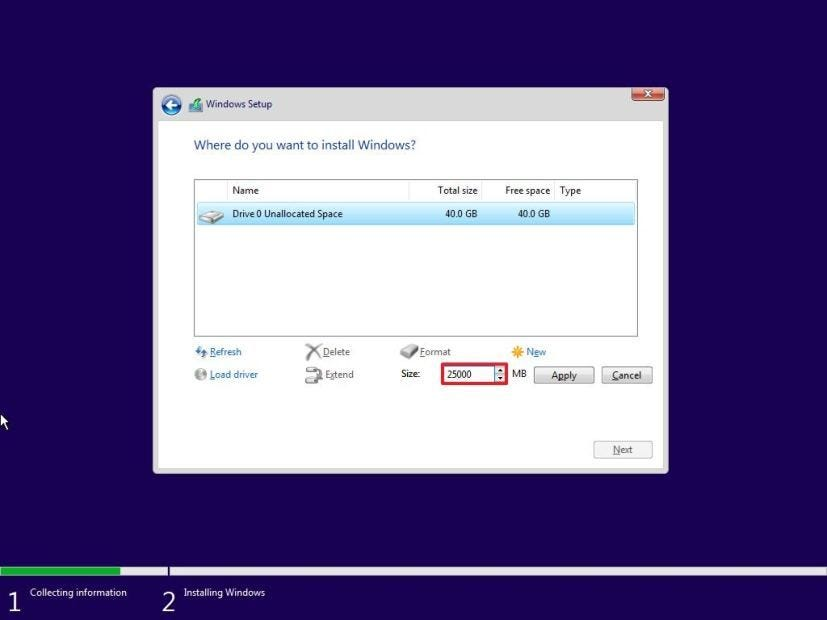 Windows Setup
Where do you want to install Windows?
Name Total size Free space Type
Drive 0 Unallocated Space 40.0 GB 40.0 GB
Refresh Delete Format New
Load driver Extend Size: 25000 MB Apply Cancel
Next
1 Collecting information 2 Installing Windows